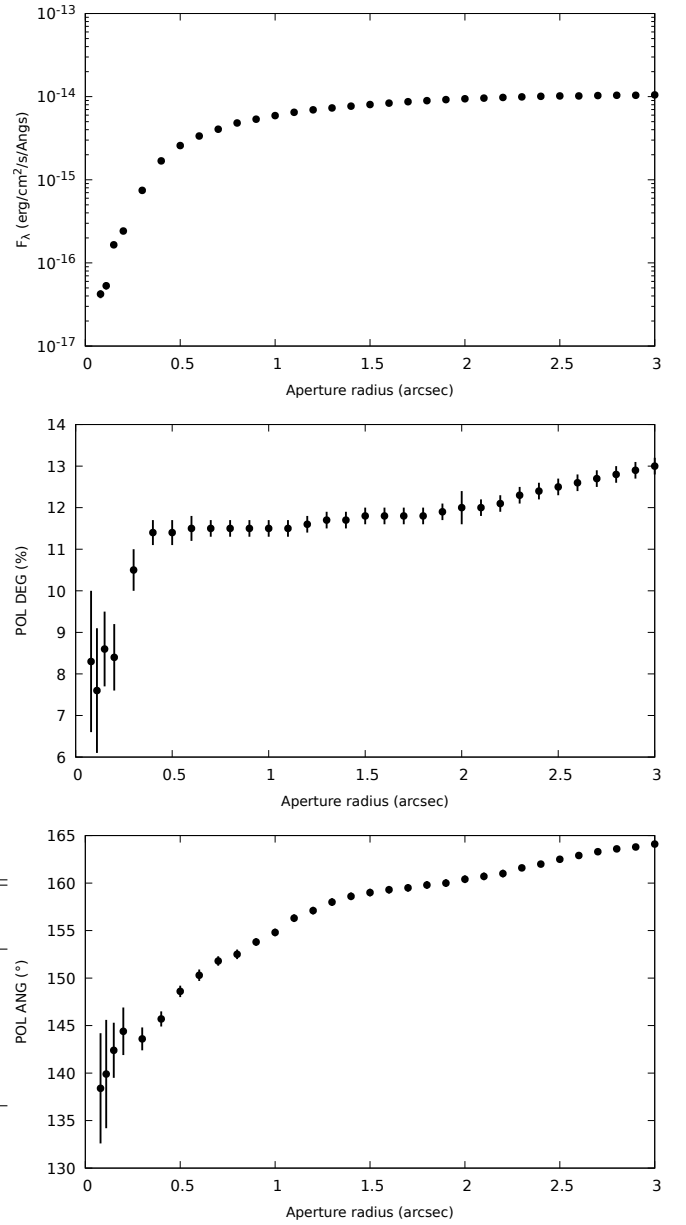 10⁻¹³
10⁻¹⁴
10⁻¹⁵
10⁻¹⁶
10⁻¹⁷
F_λ (erg/cm²/s/Angs)
0 0.5 1 1.5 2 2.5 3
Aperture radius (arcsec)
14
13
12
11
10
9
8
7
6
POL DEG (%)
0 0.5 1 1.5 2 2.5 3
Aperture radius (arcsec)
165
160
155
150
145
140
135
130
POL ANG (°)
0 0.5 1 1.5 2 2.5 3
Aperture radius (arcsec)